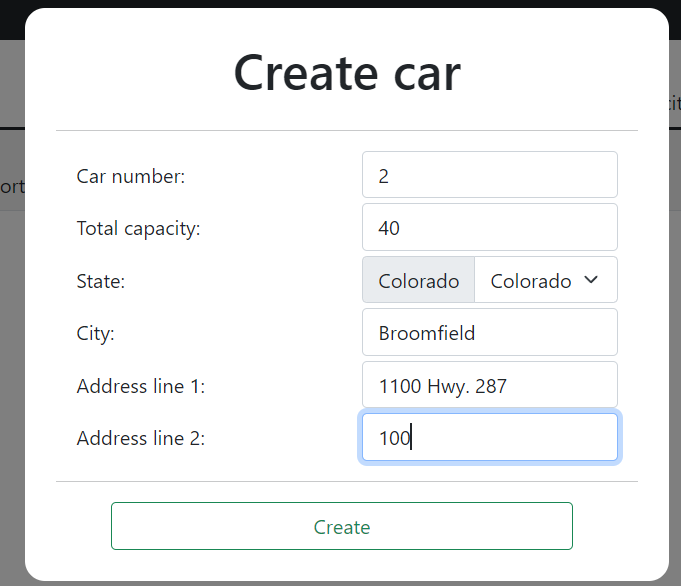 Create car
Car number: 2
Total capacity: 40
State: Colorado Colorado
City: Broomfield
Address line 1: 1100 Hwy. 287
Address line 2: 100
Create
ort